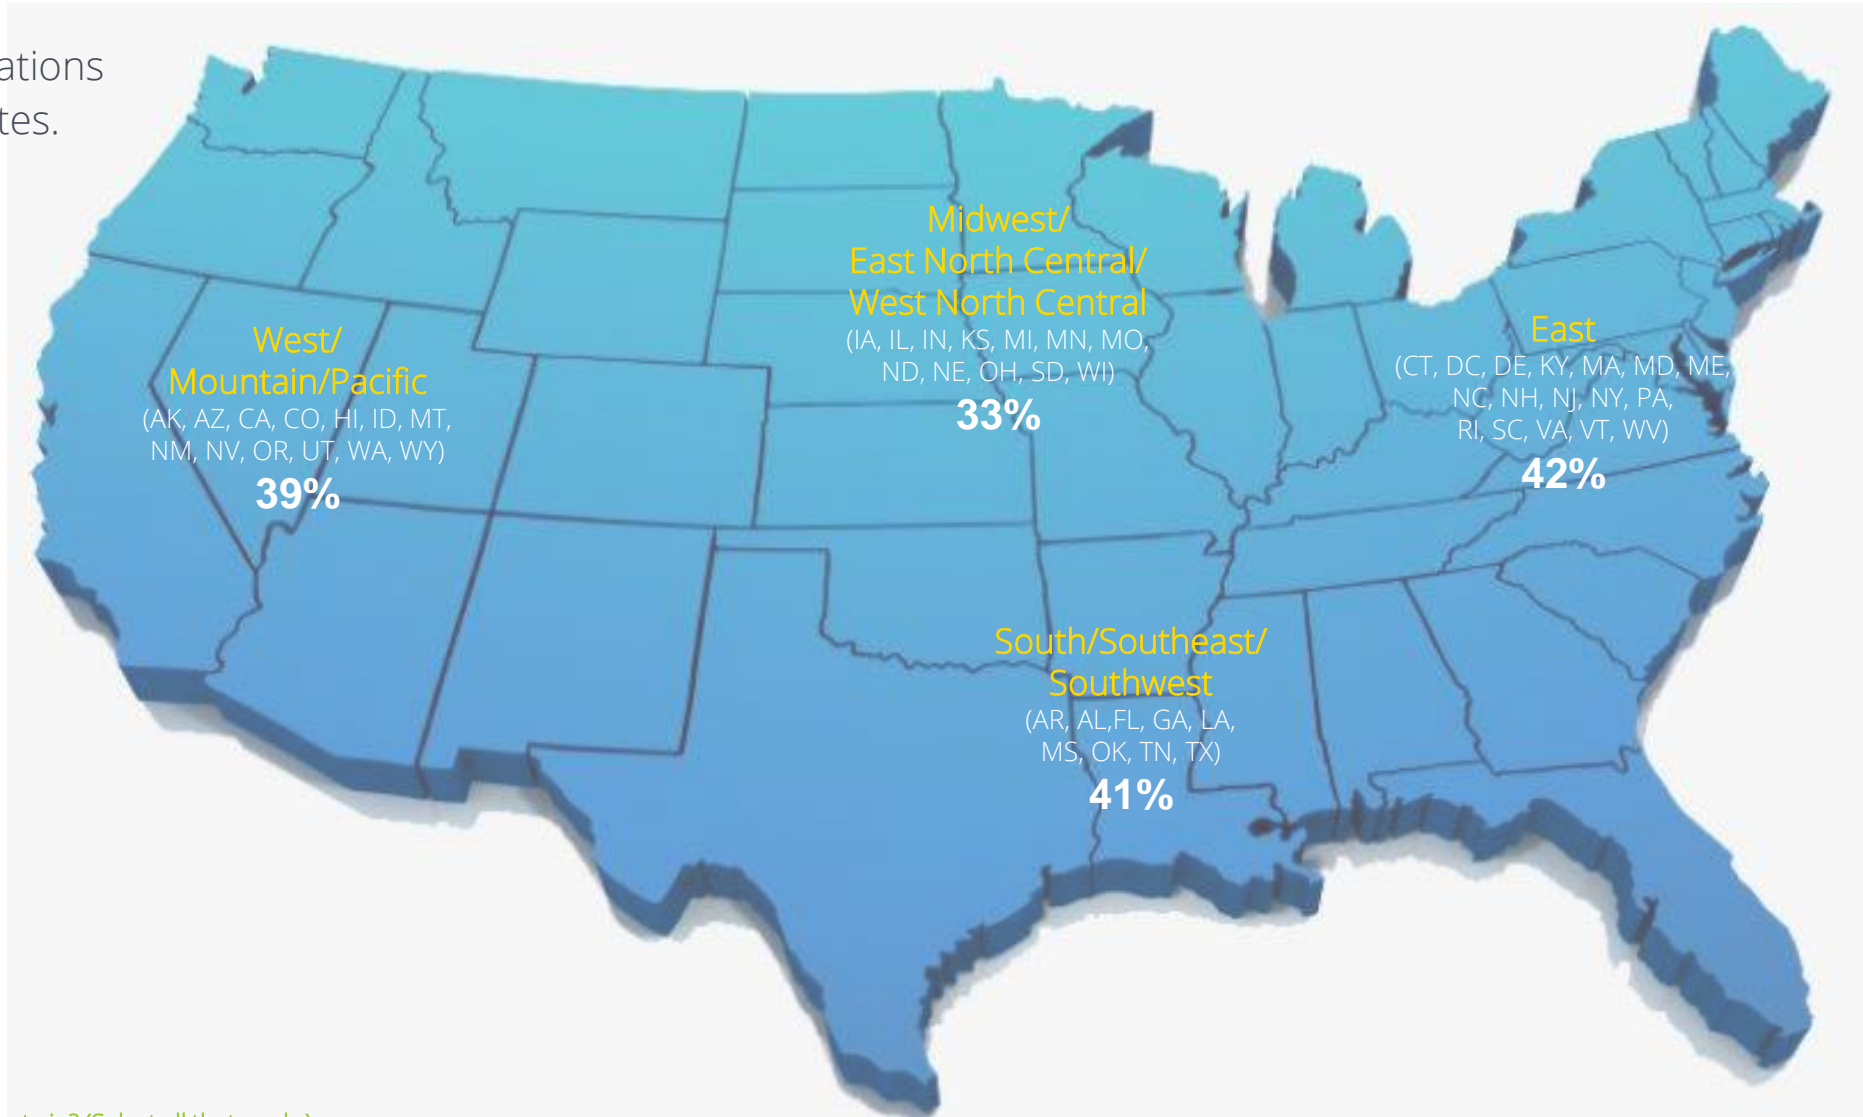 ations
tes.
West/
Mountain/Pacific
(AK, AZ, CA, CO, HI, ID, MT,
NM, NV, OR, UT, WA, WY)
39%
Midwest/
East North Central/
West North Central
(IA, IL, IN, KS, MI, MN, MO,
ND, NE, OH, SD, WI)
33%
East
(CT, DC, DE, KY, MA, MD, ME,
NC, NH, NJ, NY, PA,
RI, SC, VA, VT, WV)
42%
South/Southeast/
Southwest
(AR, AL,FL, GA, LA,
MS, OK, TN, TX)
41%